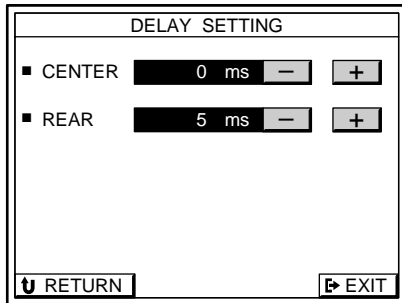 DELAY SETTING
■ CENTER 0 ms − +
■ REAR 5 ms − +
RETURN EXIT